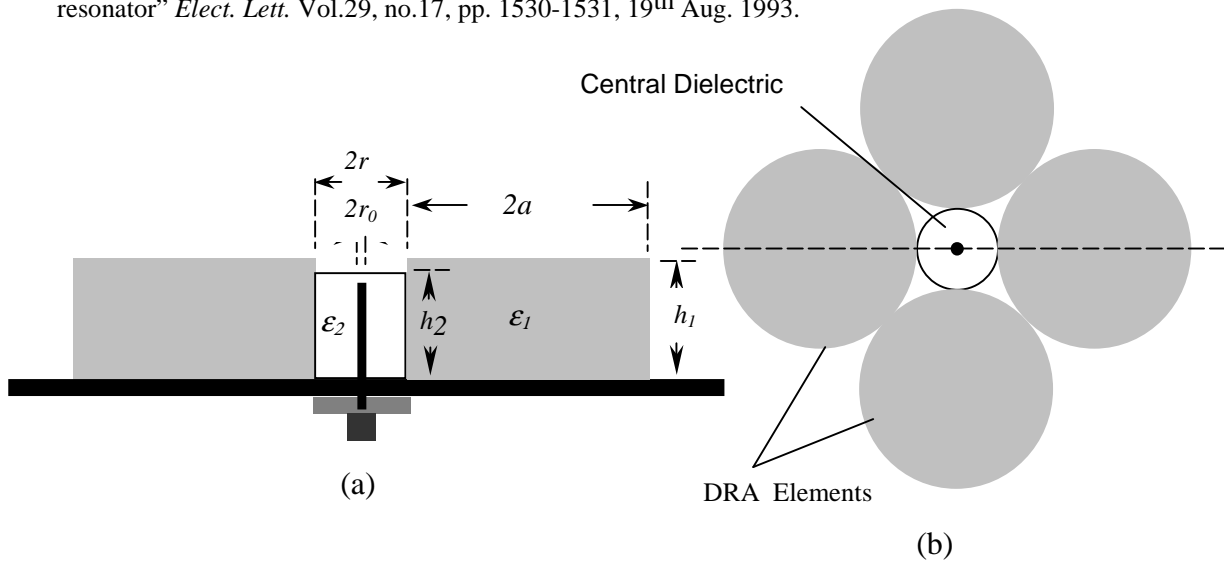 resonator” Elect. Lett. Vol.29, no.17, pp. 1530-1531, 19th Aug. 1993.
Central Dielectric
2r
2r0
2a
ε2
h2
ε1
h1
(a)
DRA Elements
(b)